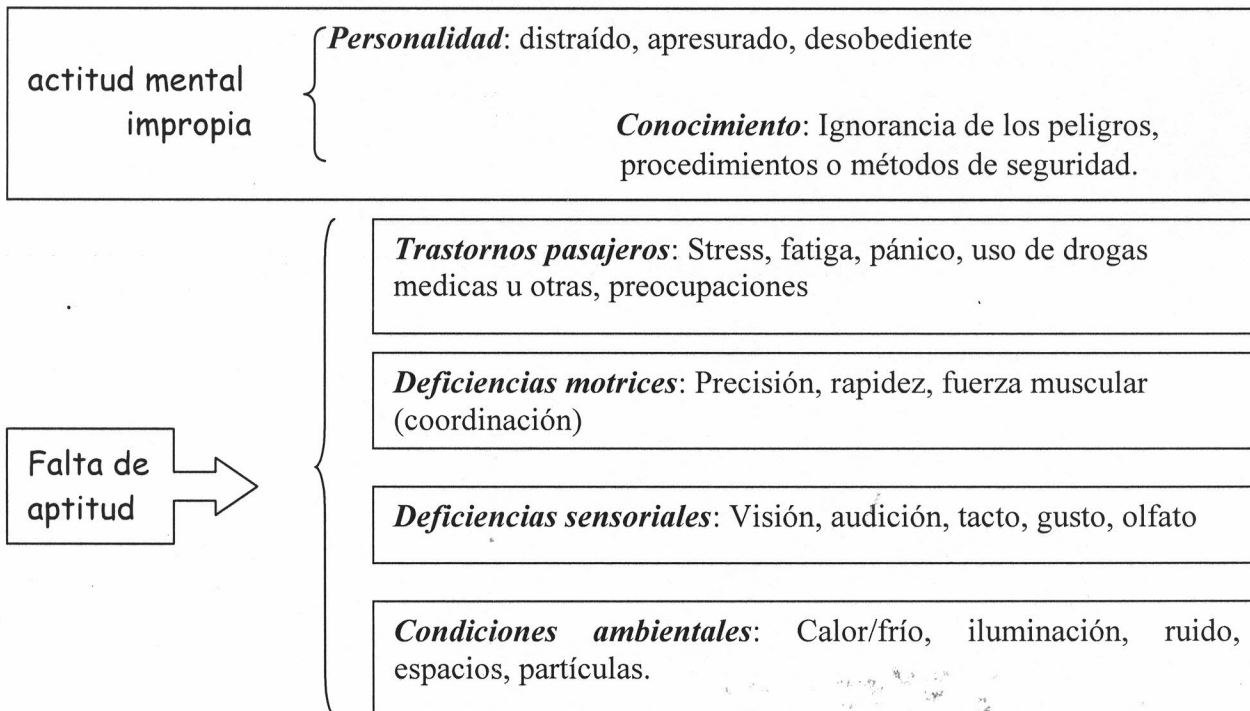 actitud mental
impropia
Personalidad: distraído, apresurado, desobediente
Conocimiento: Ignorancia de los peligros,
procedimientos o métodos de seguridad.
Falta de
aptitud
Trastornos pasajeros: Stress, fatiga, pánico, uso de drogas
medicas u otras, preocupaciones
Deficiencias motrices: Precisión, rapidez, fuerza muscular
(coordinación)
Deficiencias sensoriales: Visión, audición, tacto, gusto, olfato
Condiciones ambientales: Calor/frío, iluminación, ruido,
espacios, partículas.